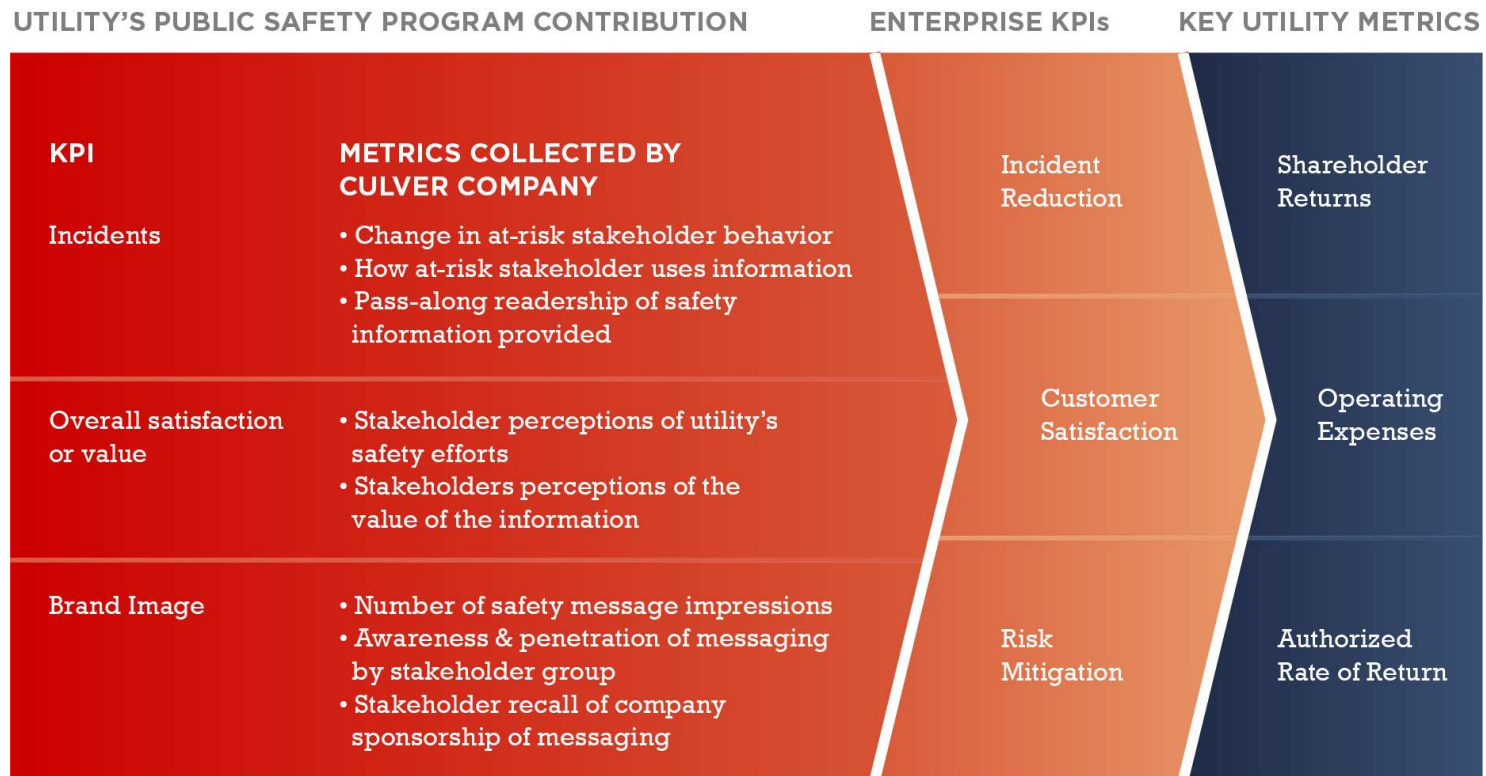 UTILITY'S PUBLIC SAFETY PROGRAM CONTRIBUTION
ENTERPRISE KPIs
KEY UTILITY METRICS
KPI
METRICS COLLECTED BY
CULVER COMPANY
Incidents
• Change in at-risk stakeholder behavior
• How at-risk stakeholder uses information
• Pass-along readership of safety
information provided
Overall satisfaction
or value
• Stakeholder perceptions of utility's
safety efforts
• Stakeholders perceptions of the
value of the information
Brand Image
• Number of safety message impressions
• Awareness & penetration of messaging
by stakeholder group
• Stakeholder recall of company
sponsorship of messaging
Incident
Reduction
Customer
Satisfaction
Risk
Mitigation
Shareholder
Returns
Operating
Expenses
Authorized
Rate of Return